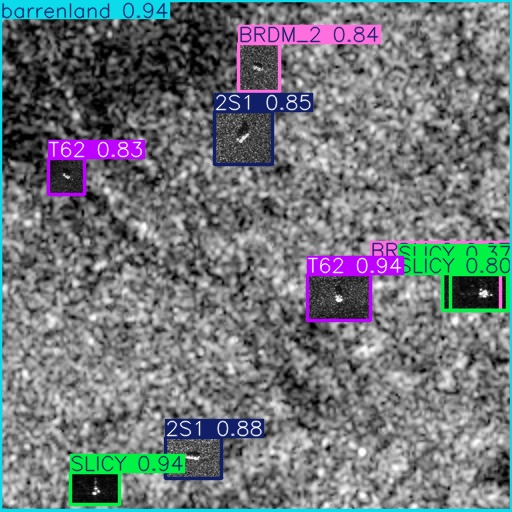 barrenland 0.94
BRDM_2 0.84
2S1 0.85
T62 0.83
SLICY 0.37
T62 0.94
SLICY 0.80
2S1 0.88
SLICY 0.94